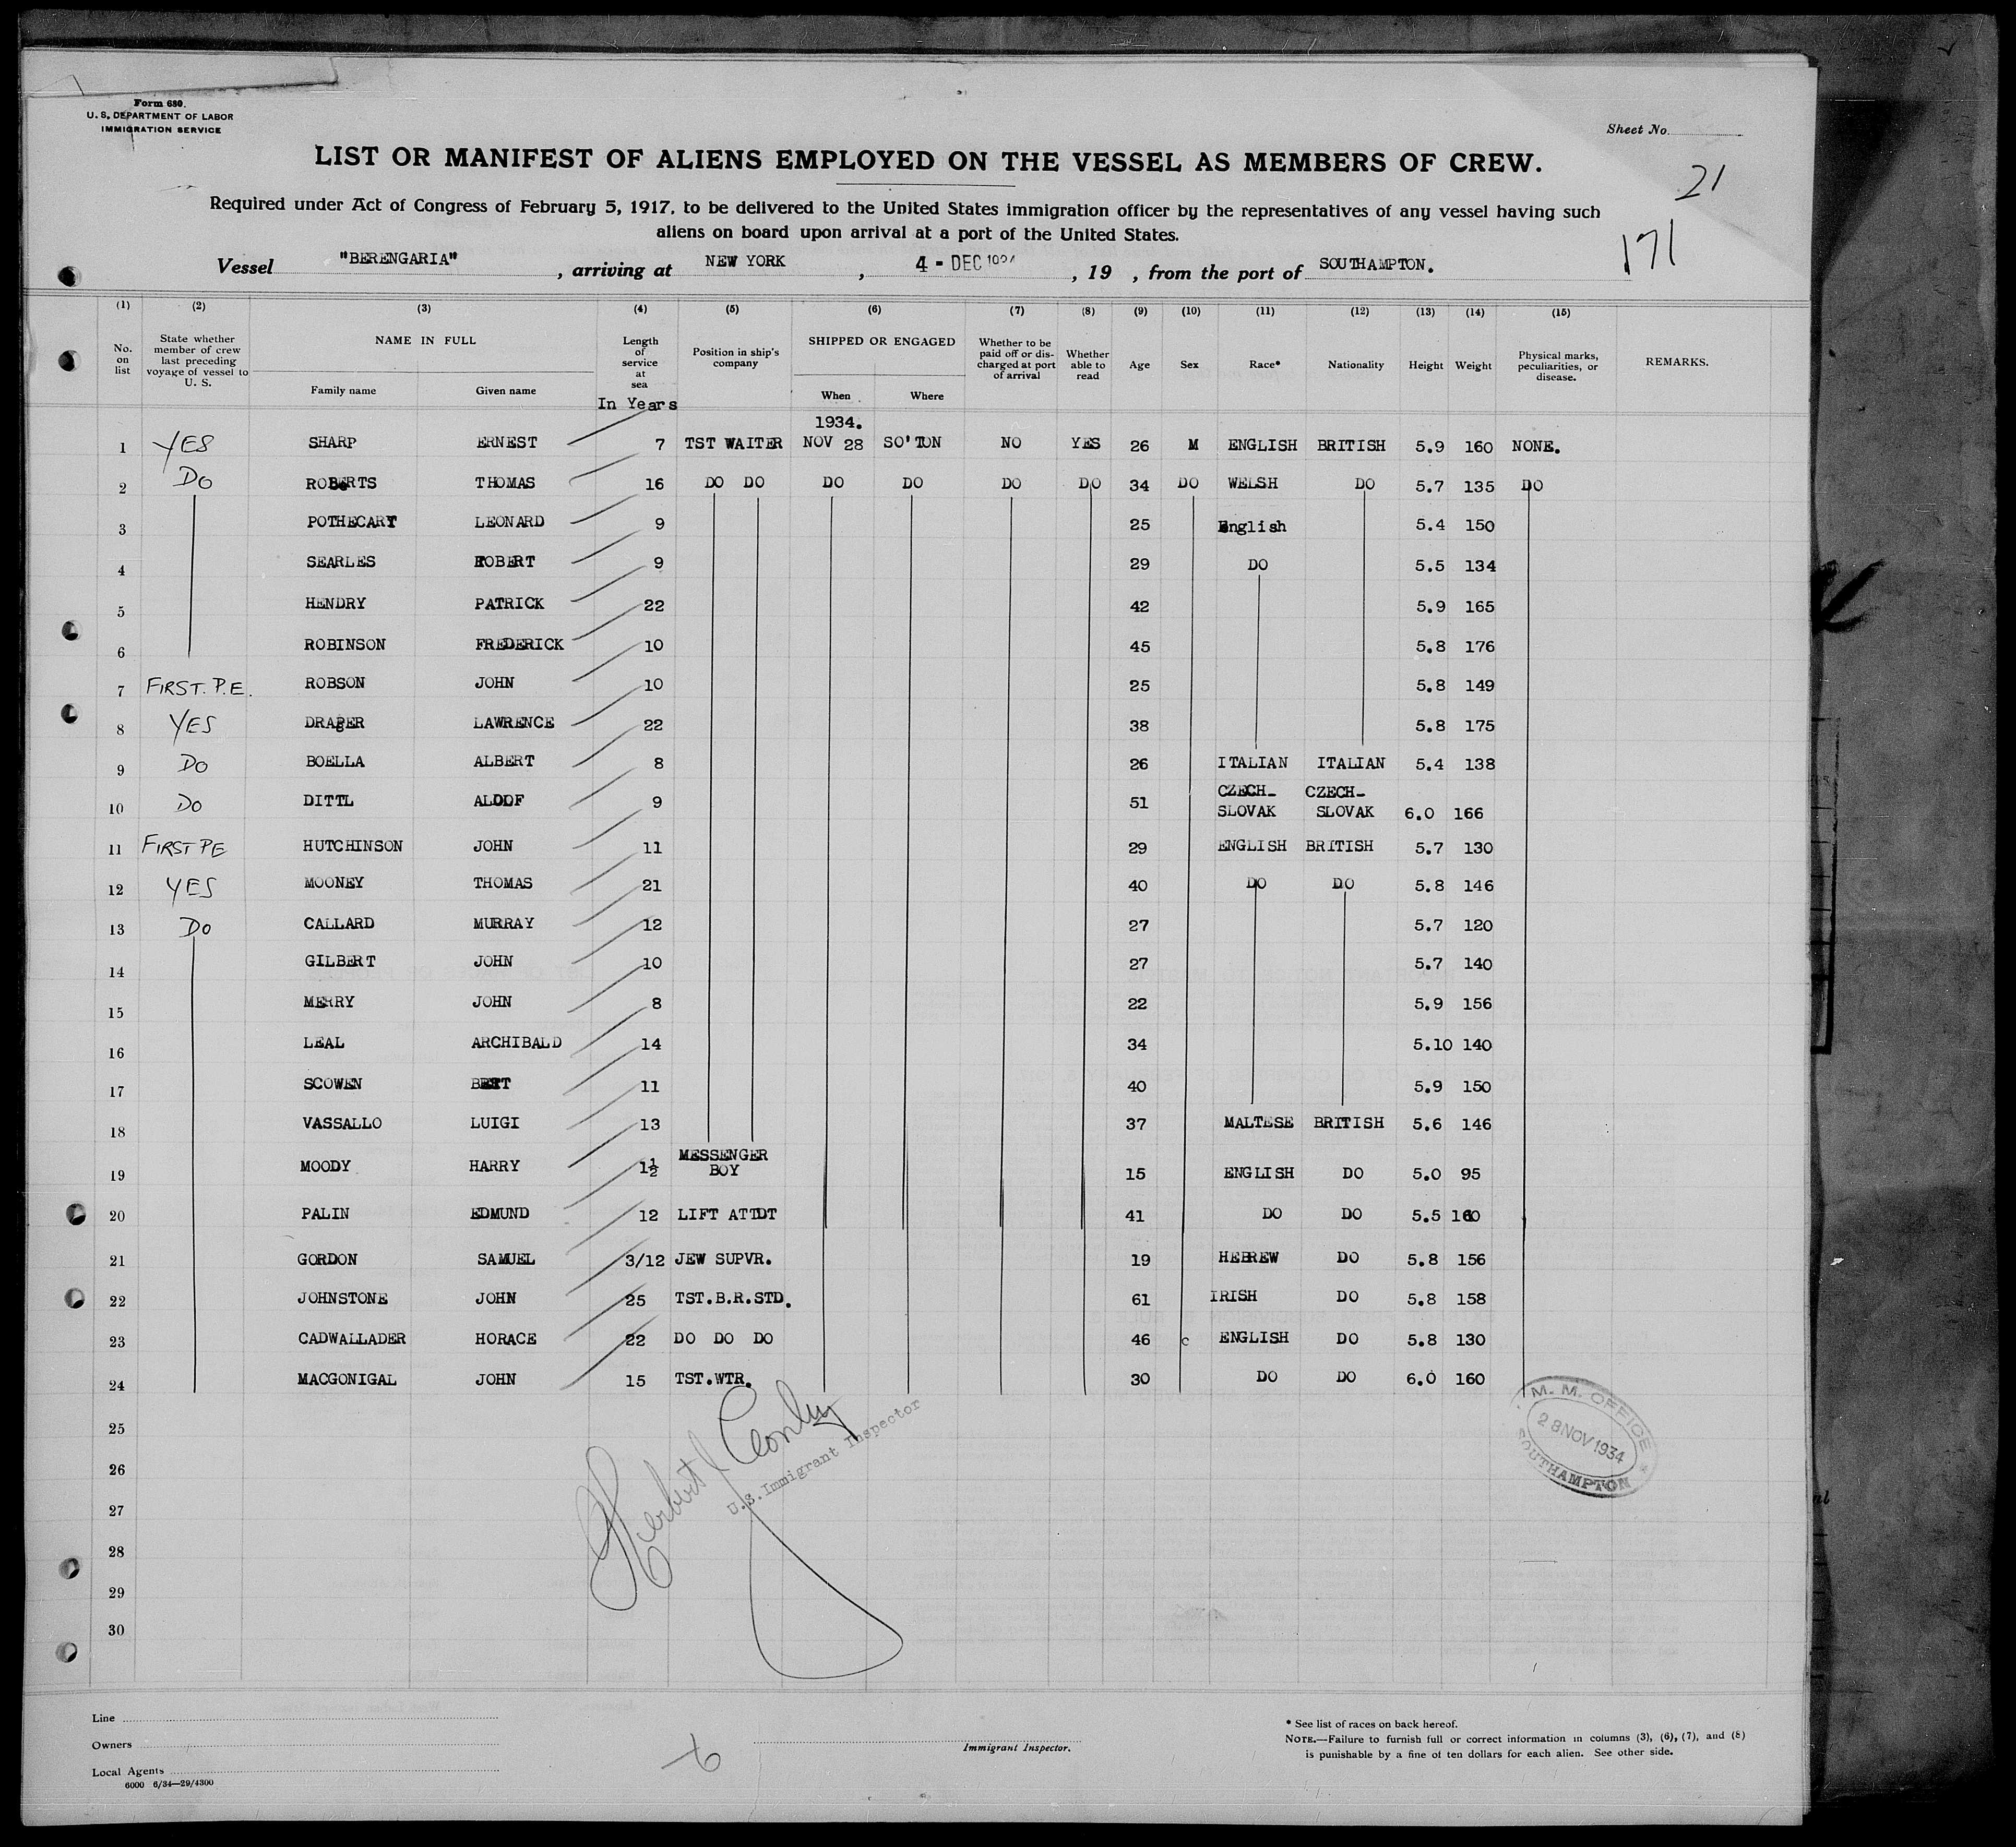 Form 680.
U. S. DEPARTMENT OF LABOR
IMMIGRATION SERVICE
Sheet No.
LIST OR MANIFEST OF ALIENS EMPLOYED ON THE VESSEL AS MEMBERS OF CREW.
21
Required under Act of Congress of February 5, 1917, to be delivered to the United States immigration officer by the representatives of any vessel having such
aliens on board upon arrival at a port of the United States.
171
Vessel "BERENGARIA", arriving at NEW YORK, 4 - DEC, 19 , from the port of SOUTHAMPTON.
(1) (2) (3) (4) (5) (6) (7) (8) (9) (10) (11) (12) (13) (14) (15)
No. on list
State whether member of crew last preceding voyage of vessel to U. S.
NAME IN FULL
Family name Given name
Length of service at sea
In Years
Position in ship's company
SHIPPED OR ENGAGED
When Where
Whether to be paid off or discharged at port of arrival
Whether able to read
Age Sex Race* Nationality Height Weight
Physical marks, peculiarities, or disease.
REMARKS.
1934.
1 YES SHARP ERNEST 7 TST WAITER NOV 28 SO'TON NO YES 26 M ENGLISH BRITISH 5.9 160 NONE.
2 DO ROBERTS THOMAS 16 DO DO DO DO DO DO 34 DO WELSH DO 5.7 135 DO
3 POTHECARY LEONARD 9 25 English 5.4 150
4 SEARLES ROBERT 9 29 DO 5.5 134
5 HENDRY PATRICK 22 42 5.9 165
6 ROBINSON FREDERICK 10 45 5.8 176
7 FIRST. P.E. ROBSON JOHN 10 25 5.8 149
8 YES DRAPER LAWRENCE 22 38 5.8 175
9 DO BOELLA ALBERT 8 26 ITALIAN ITALIAN 5.4 138
10 DO DITTL ALDOF 9 51 CZECH-SLOVAK CZECH-SLOVAK 6.0 166
11 FIRST PE HUTCHINSON JOHN 11 29 ENGLISH BRITISH 5.7 130
12 YES MOONEY THOMAS 21 40 DO DO 5.8 146
13 DO CALLARD MURRAY 12 27 5.7 120
14 GILBERT JOHN 10 27 5.7 140
15 MERRY JOHN 8 22 5.9 156
16 LEAL ARCHIBALD 14 34 5.10 140
17 SCOWEN BERT 11 40 5.9 150
18 VASSALLO LUIGI 13 37 MALTESE BRITISH 5.6 146
19 MOODY HARRY 1½ MESSENGER BOY 15 ENGLISH DO 5.0 95
20 PALIN EDMUND 12 LIFT ATTDT 41 DO DO 5.5 160
21 GORDON SAMUEL 3/12 JEW SUPVR. 19 HEBREW DO 5.8 156
22 JOHNSTONE JOHN 25 TST.B.R.STD. 61 IRISH DO 5.8 158
23 CADWALLADER HORACE 22 DO DO DO 46 c ENGLISH DO 5.8 130
24 MACGONIGAL JOHN 15 TST.WTR. 30 DO DO 6.0 160
25
26
27
28
29
30
Herbert
U.S. Immigrant Inspector
M. M. OFFICE
28 NOV 1934
SOUTHAMPTON
Line
Owners
Local Agents
6000 6/34—29/4300
Immigrant Inspector.
* See list of races on back hereof.
NOTE.—Failure to furnish full or correct information in columns (3), (6), (7), and (8)
is punishable by a fine of ten dollars for each alien. See other side.